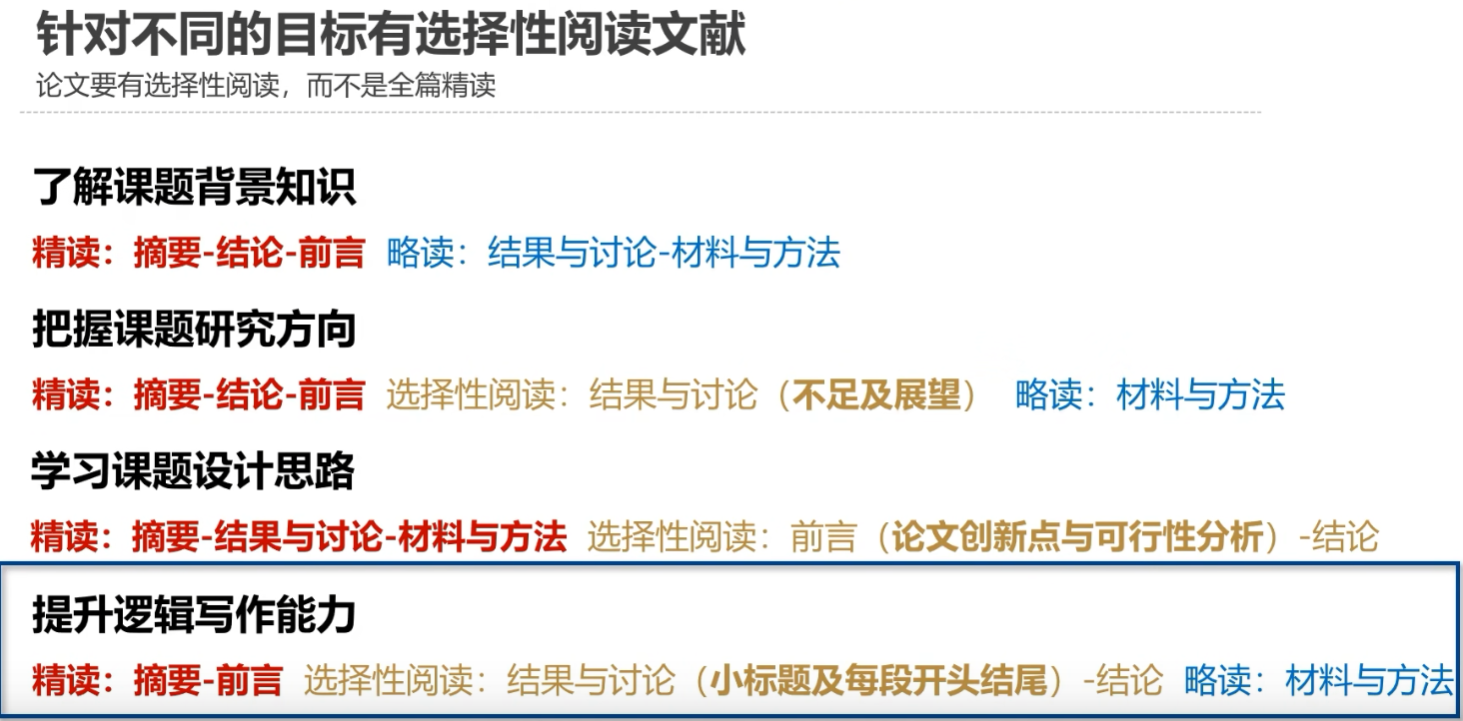 针对不同的目标有选择性阅读文献
论文要有选择性阅读，而不是全篇精读
了解课题背景知识
精读：摘要-结论-前言 略读：结果与讨论-材料与方法
把握课题研究方向
精读：摘要-结论-前言 选择性阅读：结果与讨论（不足及展望） 略读：材料与方法
学习课题设计思路
精读：摘要-结果与讨论-材料与方法 选择性阅读：前言（论文创新点与可行性分析）-结论
提升逻辑写作能力
精读：摘要-前言 选择性阅读：结果与讨论（小标题及每段开头结尾）-结论 略读：材料与方法